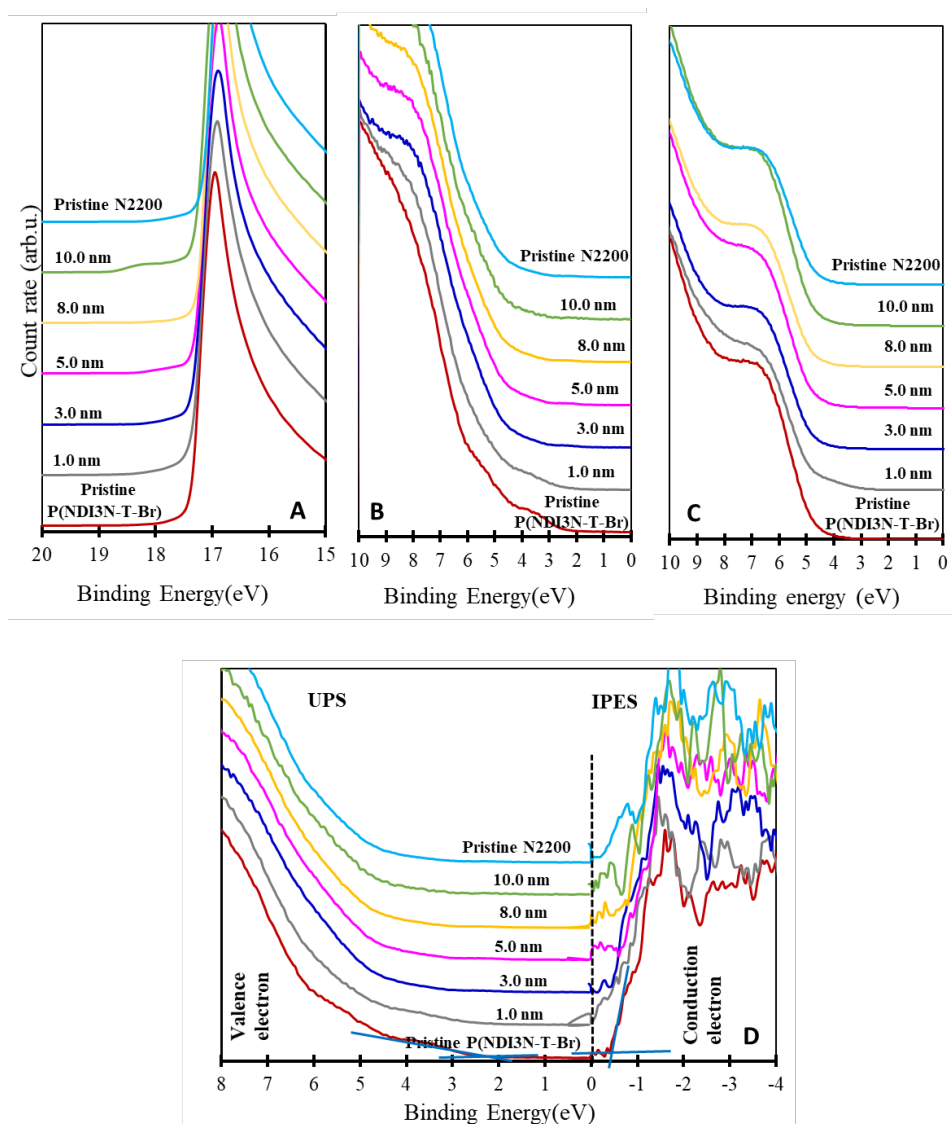 Count rate (arb.u.)
Pristine N2200
10.0 nm
8.0 nm
5.0 nm
3.0 nm
1.0 nm
Pristine
P(NDI3N-T-Br)
A
20 19 18 17 16 15
Binding Energy(eV)
Pristine N2200
10.0 nm
8.0 nm
5.0 nm
3.0 nm
1.0 nm
Pristine
P(NDI3N-T-Br)
B
10 9 8 7 6 5 4 3 2 1 0
Binding Energy(eV)
Pristine N2200
10.0 nm
8.0 nm
5.0 nm
3.0 nm
1.0 nm
Pristine
P(NDI3N-T-Br)
C
10 9 8 7 6 5 4 3 2 1 0
Binding energy (eV)
UPS
IPES
Pristine N2200
10.0 nm
8.0 nm
5.0 nm
3.0 nm
1.0 nm
Pristine P(NDI3N-T-Br)
Valence
electron
Conduction
electron
D
8 7 6 5 4 3 2 1 0 -1 -2 -3 -4
Binding Energy(eV)